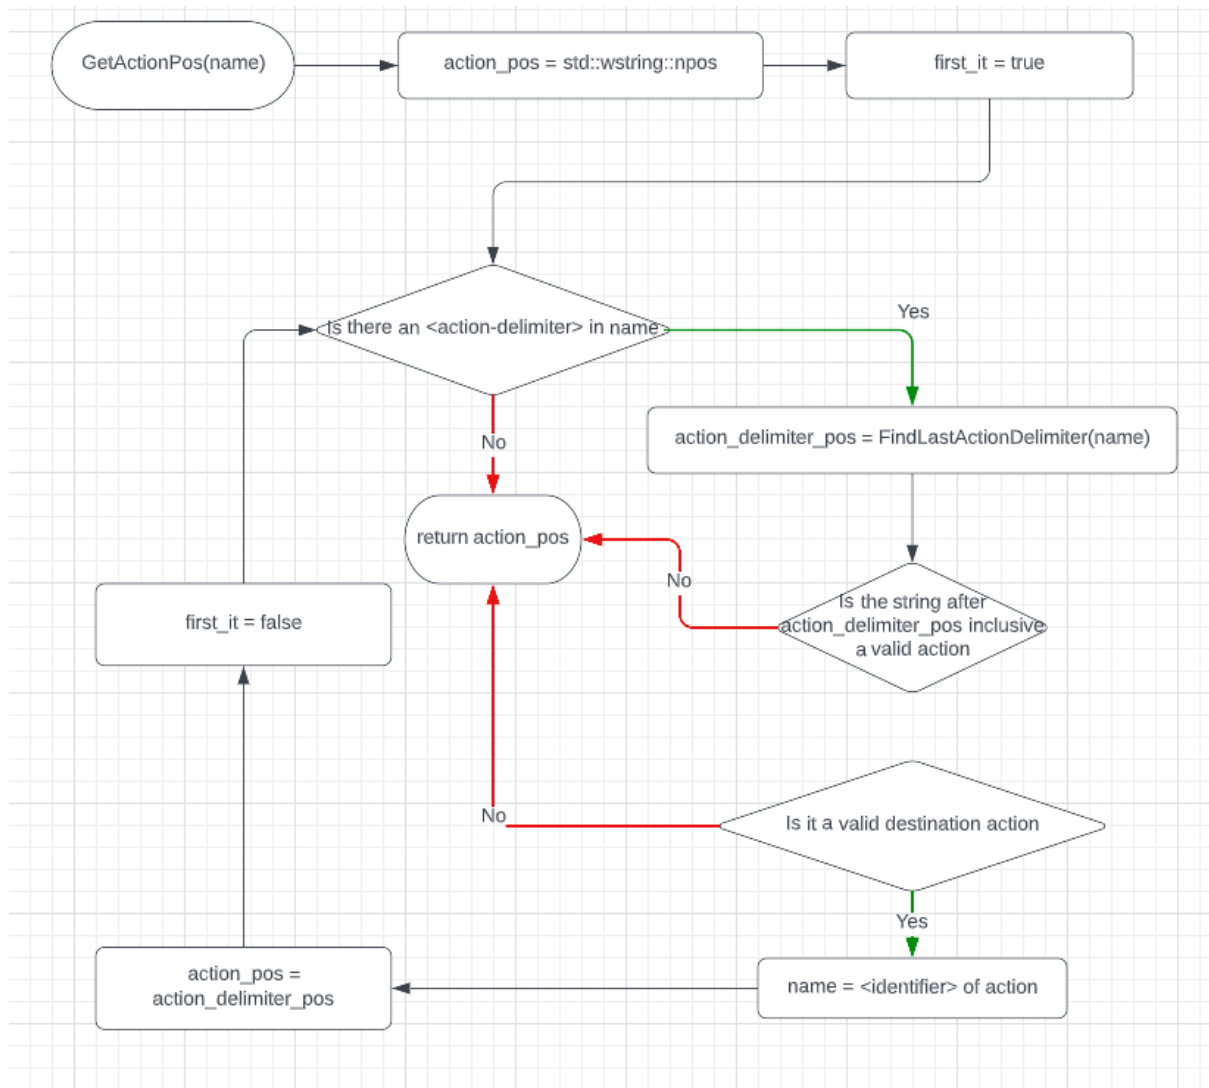 GetActionPos(name)
action_pos = std::wstring::npos
first_it = true
Is there an <action-delimiter> in name
Yes
action_delimiter_pos = FindLastActionDelimiter(name)
No
return action_pos
No
Is the string after
action_delimiter_pos inclusive
a valid action
first_it = false
No
Is it a valid destination action
Yes
name = <identifier> of action
action_pos =
action_delimiter_pos